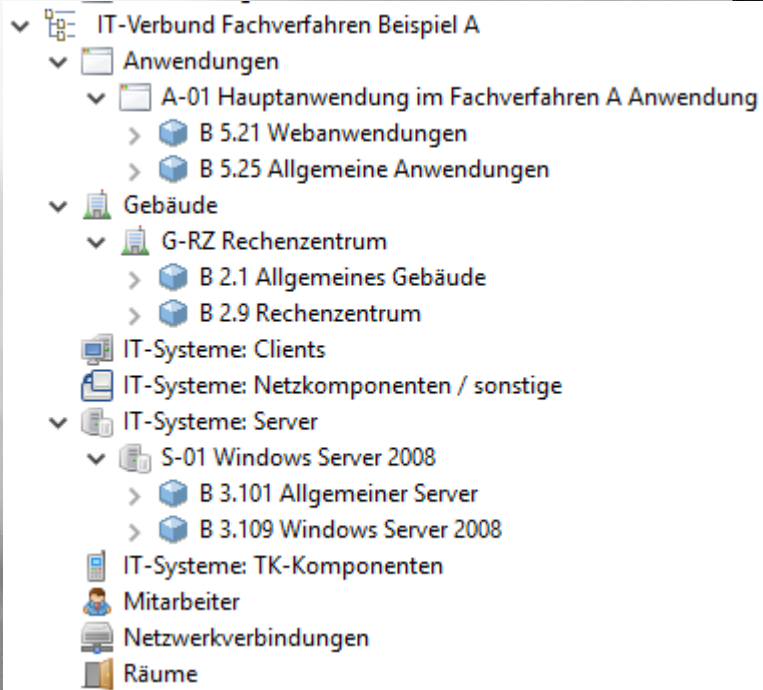 IT-Verbund Fachverfahren Beispiel A
Anwendungen
A-01 Hauptanwendung im Fachverfahren A Anwendung
B 5.21 Webanwendungen
B 5.25 Allgemeine Anwendungen
Gebäude
G-RZ Rechenzentrum
B 2.1 Allgemeines Gebäude
B 2.9 Rechenzentrum
IT-Systeme: Clients
IT-Systeme: Netzkomponenten / sonstige
IT-Systeme: Server
S-01 Windows Server 2008
B 3.101 Allgemeiner Server
B 3.109 Windows Server 2008
IT-Systeme: TK-Komponenten
Mitarbeiter
Netzwerkverbindungen
Räume